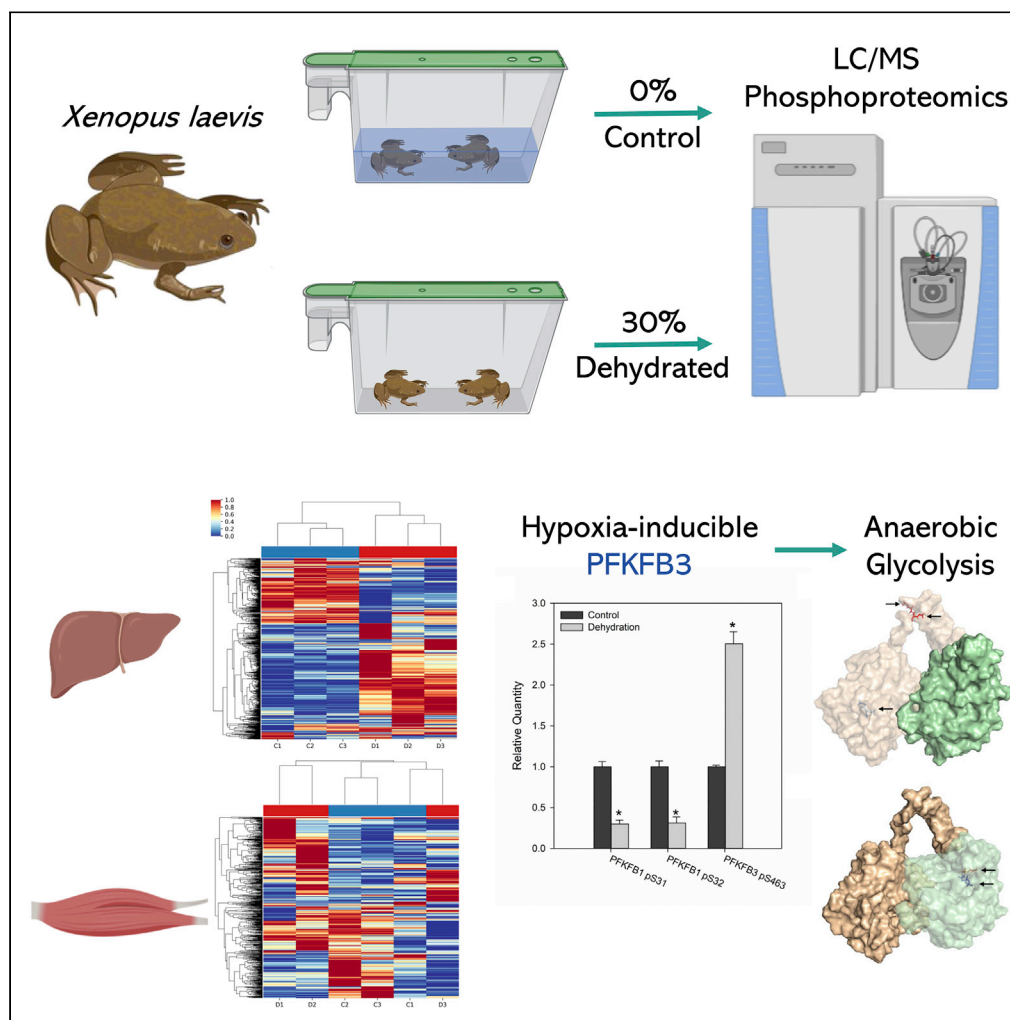 Xenopus laevis
0%
Control
LC/MS
Phosphoproteomics
30%
Dehydrated
1.0
0.8
0.6
0.4
0.2
0.0
C1 C2 C3 D1 D2 D3
D1 D2 C2 C3 C1 D3
Hypoxia-inducible
PFKFB3
Anaerobic
Glycolysis
Control
Dehydration
Relative Quantity
3.0
2.5
2.0
1.5
1.0
0.5
0.0
* * *
PFKFB1 pS31
PFKFB1 pS32
PFKFB3 pS463